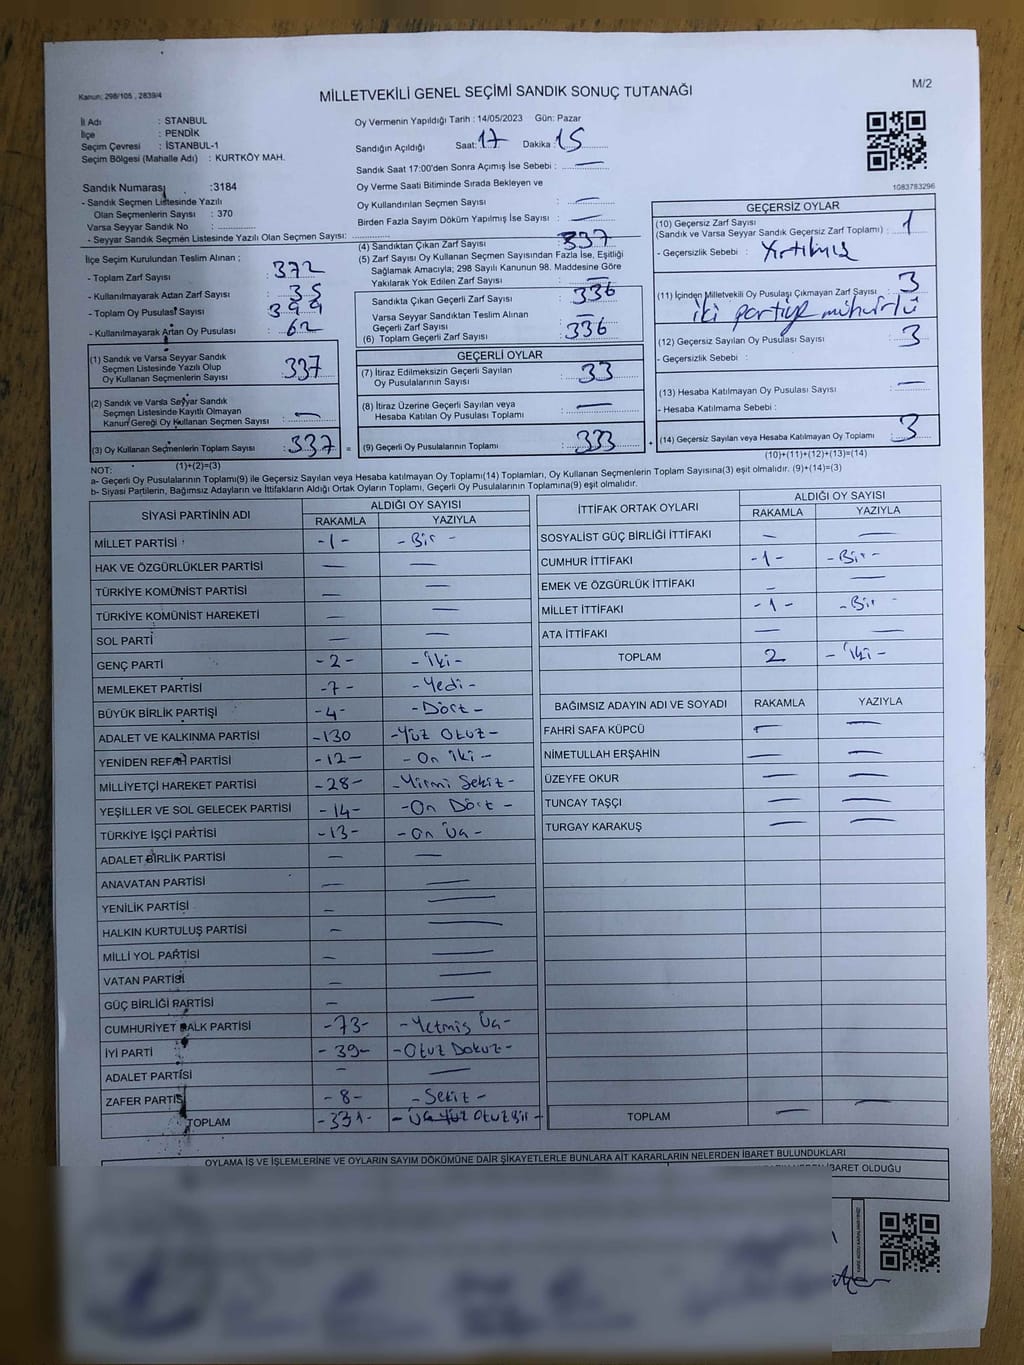 Kanun: 298/105 , 2839/4
MİLLETVEKİLİ GENEL SEÇİMİ SANDIK SONUÇ TUTANAĞI
M/2
İl Adı : STANBUL
İlçe : PENDİK
Seçim Çevresi : İSTANBUL-1
Seçim Bölgesi (Mahalle Adı) : KURTKÖY MAH.
Sandık Numarası :3184
- Sandık Seçmen Listesinde Yazılı
Olan Seçmenlerin Sayısı : 370
Varsa Seyyar Sandık No :
- Seyyar Sandık Seçmen Listesinde Yazılı Olan Seçmen Sayısı:
Oy Vermenin Yapıldığı Tarih : 14/05/2023 Gün: Pazar
Sandığın Açıldığı Saat: 17 Dakika: 15
Sandık Saat 17:00'den Sonra Açımış İse Sebebi : —
Oy Verme Saati Bitiminde Sırada Bekleyen ve
Oy Kullandırılan Seçmen Sayısı : —
Birden Fazla Sayım Döküm Yapılmış İse Sayısı : —
1083783296
İlçe Seçim Kurulundan Teslim Alınan ;
- Toplam Zarf Sayısı : 372
- Kullanılmayarak Artan Zarf Sayısı : 35
- Toplam Oy Pusulası Sayısı : 399
- Kullanılmayarak Artan Oy Pusulası : 62
(1) Sandık ve Varsa Seyyar Sandık
Seçmen Listesinde Yazılı Olup
Oy Kullanan Seçmenlerin Sayısı : 337
(2) Sandık ve Varsa Seyyar Sandık
Seçmen Listesinde Kayıtlı Olmayan
Kanun Gereği Oy Kullanan Seçmen Sayısı : —
(3) Oy Kullanan Seçmenlerin Toplam Sayısı : 337 =
(1)+(2)=(3)
(4) Sandıktan Çıkan Zarf Sayısı : 337
(5) Zarf Sayısı Oy Kullanan Seçmen Sayısından Fazla İse, Eşitliği
Sağlamak Amacıyla; 298 Sayılı Kanunun 98. Maddesine Göre
Yakılarak Yok Edilen Zarf Sayısı : —
Sandıkta Çıkan Geçerli Zarf Sayısı : 336
Varsa Seyyar Sandıktan Teslim Alınan
Geçerli Zarf Sayısı : —
(6) Toplam Geçerli Zarf Sayısı : 336
GEÇERLİ OYLAR
(7) İtiraz Edilmeksizin Geçerli Sayılan
Oy Pusulalarının Sayısı : 33
(8) İtiraz Üzerine Geçerli Sayılan veya
Hesaba Katılan Oy Pusulası Toplamı : —
(9) Geçerli Oy Pusulalarının Toplamı : 333 +
GEÇERSİZ OYLAR
(10) Geçersiz Zarf Sayısı
(Sandık ve Varsa Seyyar Sandık Geçersiz Zarf Toplamı) : 1
- Geçersizlik Sebebi : Yırtılmış
(11) İçinden Milletvekili Oy Pusulası Çıkmayan Zarf Sayısı : 3
iki partiye mühürlü
(12) Geçersiz Sayılan Oy Pusulası Sayısı : 3
- Geçersizlik Sebebi :
(13) Hesaba Katılmayan Oy Pusulası Sayısı : —
- Hesaba Katılmama Sebebi :
(14) Geçersiz Sayılan veya Hesaba Katılmayan Oy Toplamı : 3
(10)+(11)+(12)+(13)=(14)
NOT:
a- Geçerli Oy Pusulalarının Toplamı(9) ile Geçersiz Sayılan veya Hesaba katılmayan Oy Toplamı(14) Toplamları, Oy Kullanan Seçmenlerin Toplam Sayısına(3) eşit olmalıdır. (9)+(14)=(3)
b- Siyasi Partilerin, Bağımsız Adayların ve İttifakların Aldığı Ortak Oyların Toplamı, Geçerli Oy Pusulalarının Toplamına(9) eşit olmalıdır.
SİYASİ PARTİNİN ADI ALDIĞI OY SAYISI
RAKAMLA YAZIYLA
MİLLET PARTİSİ -1- -Bir-
HAK VE ÖZGÜRLÜKLER PARTİSİ — —
TÜRKİYE KOMÜNİST PARTİSİ — —
TÜRKİYE KOMÜNİST HAREKETİ — —
SOL PARTİ — —
GENÇ PARTİ -2- -İki-
MEMLEKET PARTİSİ -7- -Yedi-
BÜYÜK BİRLİK PARTİSİ -4- -Dört-
ADALET VE KALKINMA PARTİSİ -130 -Yüz Otuz-
YENİDEN REFAH PARTİSİ -12- -On iki-
MİLLİYETÇİ HAREKET PARTİSİ -28- -Yirmi Sekiz-
YEŞİLLER VE SOL GELECEK PARTİSİ -14- -On Dört-
TÜRKİYE İŞÇİ PARTİSİ -13- -On Üç-
ADALET BİRLİK PARTİSİ — —
ANAVATAN PARTİSİ — —
YENİLİK PARTİSİ — —
HALKIN KURTULUŞ PARTİSİ — —
MİLLİ YOL PARTİSİ — —
VATAN PARTİSİ — —
GÜÇ BİRLİĞİ PARTİSİ — —
CUMHURİYET HALK PARTİSİ -73- -Yetmiş Üç-
İYİ PARTİ -39- -Otuz Dokuz-
ADALET PARTİSİ — —
ZAFER PARTİSİ -8- -Sekiz-
TOPLAM -331- -Üç Yüz Otuz Bir-
İTTİFAK ORTAK OYLARI ALDIĞI OY SAYISI
RAKAMLA YAZIYLA
SOSYALİST GÜÇ BİRLİĞİ İTTİFAKI — —
CUMHUR İTTİFAKI -1- -Bir-
EMEK VE ÖZGÜRLÜK İTTİFAKI — —
MİLLET İTTİFAKI -1- -Bir-
ATA İTTİFAKI — —
TOPLAM 2 -İki-
BAĞIMSIZ ADAYIN ADI VE SOYADI RAKAMLA YAZIYLA
FAHRİ SAFA KÜPCÜ — —
NİMETULLAH ERŞAHİN — —
ÜZEYFE OKUR — —
TUNCAY TAŞÇI — —
TURGAY KARAKUŞ — —
TOPLAM — —
OYLAMA İŞ VE İŞLEMLERİNE VE OYLARIN SAYIM DÖKÜMÜNE DAİR ŞİKAYETLERLE BUNLARA AİT KARARLARIN NELERDEN İBARET BULUNDUKLARI
İBARET OLDUĞU